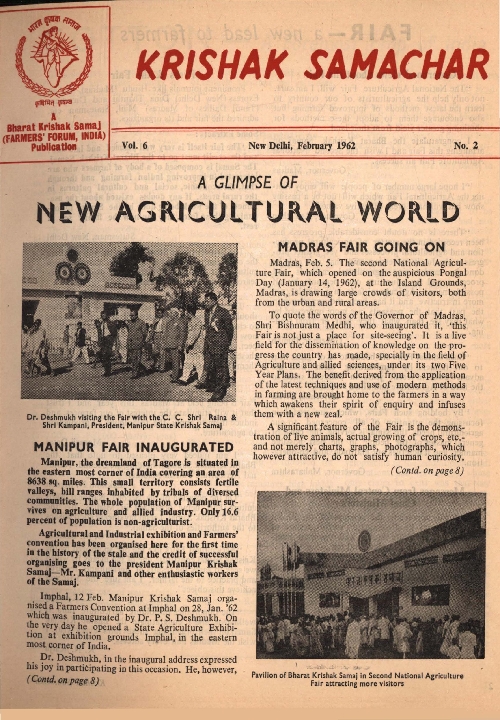 भारत कृषक समाज
कृषिमित् कृषस्व
A
Bharat Krishak Samaj
(FARMERS' FORUM, INDIA)
Publication
KRISHAK SAMACHAR
Vol. 6 New Delhi, February 1962 No. 2
A GLIMPSE OF
NEW AGRICULTURAL WORLD
Dr. Deshmukh visiting the Fair with the C. C. Shri Raina &
Shri Kampani, President, Manipur State Krishak Samaj
MANIPUR FAIR INAUGURATED
Manipur, the dreamland of Tagore is situated in
the eastern most corner of India covering an area of
8638 sq. miles. This small territory consists fertile
valleys, hill ranges inhabited by tribals of diversed
communities. The whole population of Manipur sur-
vives on agriculture and allied industry. Only 16.6
percent of population is non-agriculturist.
Agricultural and Industrial exhibition and Farmers'
convention has been organised here for the first time
in the history of the stale and the credit of successful
organising goes to the president Manipur Krishak
Samaj—Mr. Kampani and other enthusiastic workers
of the Samaj.
Imphal, 12 Feb. Manipur Krishak Samaj orga-
nised a Farmers Convention at Imphal on 28, Jan. '62
which was inaugurated by Dr. P. S. Deshmukh. On
the very day he opened a State Agriculture Exhibi-
tion at exhibition grounds Imphal, in the eastern
most corner of India.
Dr. Deshmukh, in the inaugural address expressed
his joy in participating in this occasion. He, however,
(Contd. on page 8)
MADRAS FAIR GOING ON
Madras, Feb. 5. The second National Agricul-
ture Fair, which opened on the auspicious Pongal
Day (January 14, 1962), at the Island Grounds,
Madras, is drawing large crowds of visitors, both
from the urban and rural areas.
To quote the words of the Governor of Madras,
Shri Bishnuram Medhi, who inaugurated it, 'this
Fair is not just a place for site-seeing'. It is a live
field for the dissemination of knowledge on the pro-
gress the country has made, specially in the field of
Agriculture and allied sciences, under its two Five
Year Plans. The benefit derived from the application
of the latest techniques and use of modern methods
in farming are brought home to the farmers in a way
which awakens their spirit of enquiry and infuses
them with a new zeal.
A significant feature of the Fair is the demons-
tration of live animals, actual growing of crops, etc.-
and not merely charts, graphs, photographs, which
however attractive, do not satisfy human curiosity.
(Contd. on page 8)
Pavilion of Bharat Krishak Samaj in Second National Agriculture
Fair attracting more visitors